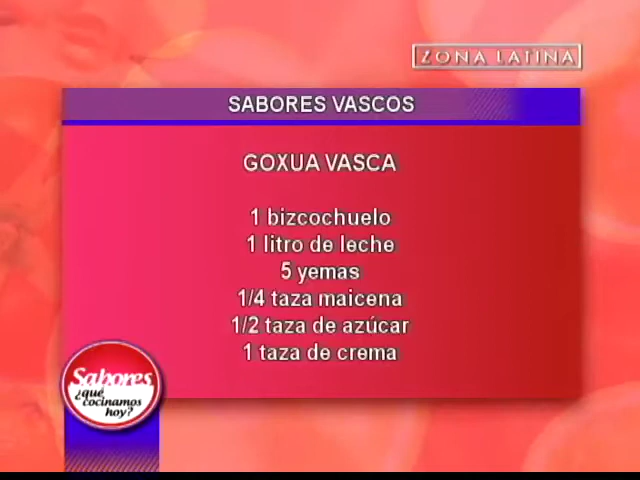 ZONA LATINA
SABORES VASCOS
GOXUA VASCA
1 bizcochuelo
1 litro de leche
5 yemas
1/4 taza maicena
1/2 taza de azúcar
1 taza de crema
Sabores
¿qué
cocinamos
hoy?